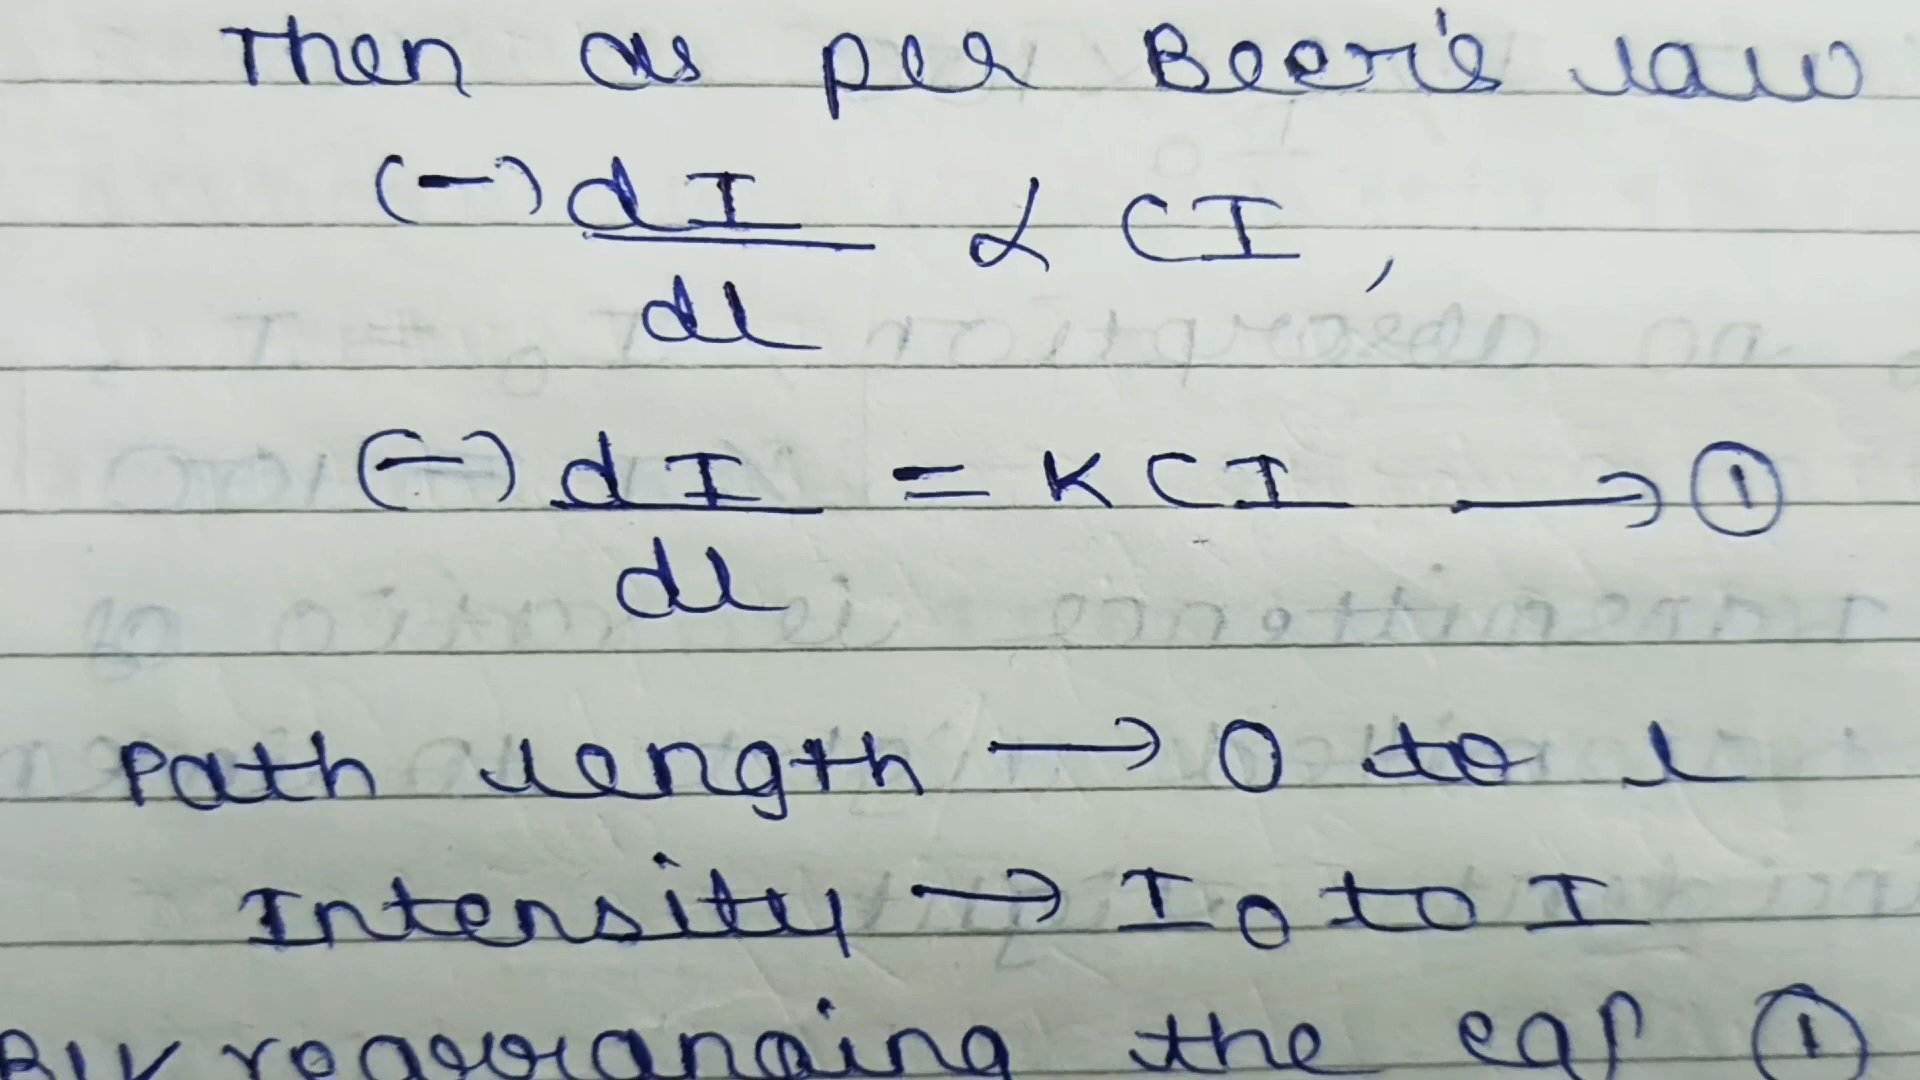 Then as per Beer's law
(-) dI / dl ∝ CI,
(-) dI / dl = KCI → ①
Path length → 0 to l
Intensity → I₀ to I
By rearranging the eqⁿ ①